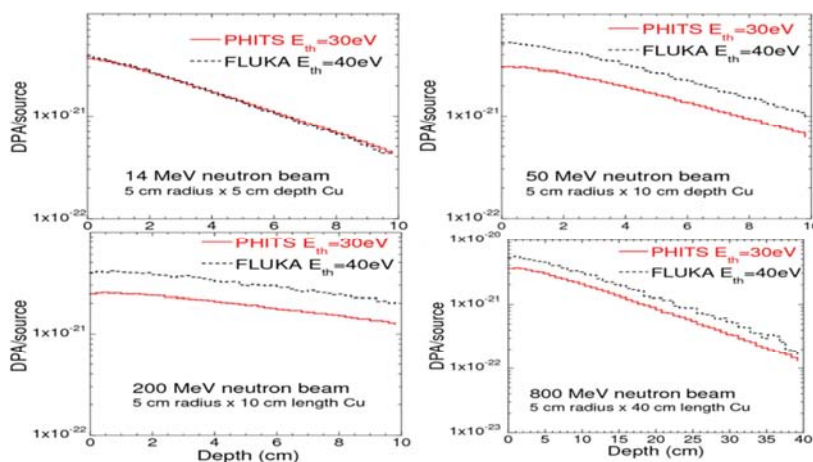 PHITS Eth=30eV
FLUKA Eth=40eV
DPA/source
1x10-21
1x10-22
14 MeV neutron beam
5 cm radius x 5 cm depth Cu
0 2 4 6 8 10
PHITS Eth=30eV
FLUKA Eth=40eV
DPA/source
1x10-21
1x10-22
50 MeV neutron beam
5 cm radius x 10 cm depth Cu
0 2 4 6 8 10
PHITS Eth=30eV
FLUKA Eth=40eV
DPA/source
1x10-21
1x10-22
200 MeV neutron beam
5 cm radius x 10 cm length Cu
0 2 4 6 8 10
Depth (cm)
1x10-20
PHITS Eth=30eV
FLUKA Eth=40eV
DPA/source
1x10-21
1x10-22
1x10-23
800 MeV neutron beam
5 cm radius x 40 cm length Cu
0 5 10 15 20 25 30 35 40
Depth (cm)